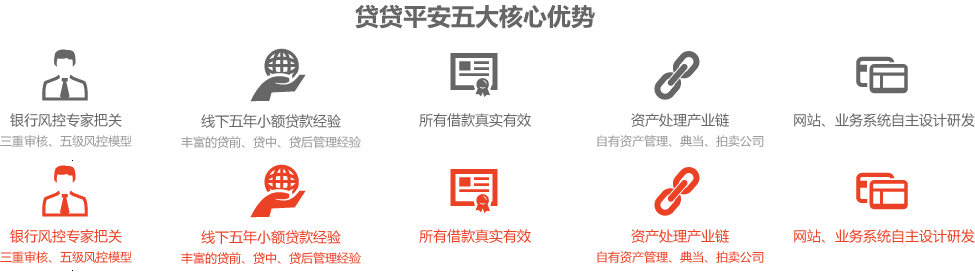 贷贷平安五大核心优势
银行风控专家把关 线下五年小额贷款经验 所有借款真实有效 资产处理产业链 网站、业务系统自主设计研发
三重审核、五级风控模型 丰富的贷前、贷中、贷后管理经验 自有资产管理、典当、拍卖公司
银行风控专家把关 线下五年小额贷款经验 所有借款真实有效 资产处理产业链 网站、业务系统自主设计研发
三重审核、五级风控模型 丰富的贷前、贷中、贷后管理经验 自有资产管理、典当、拍卖公司